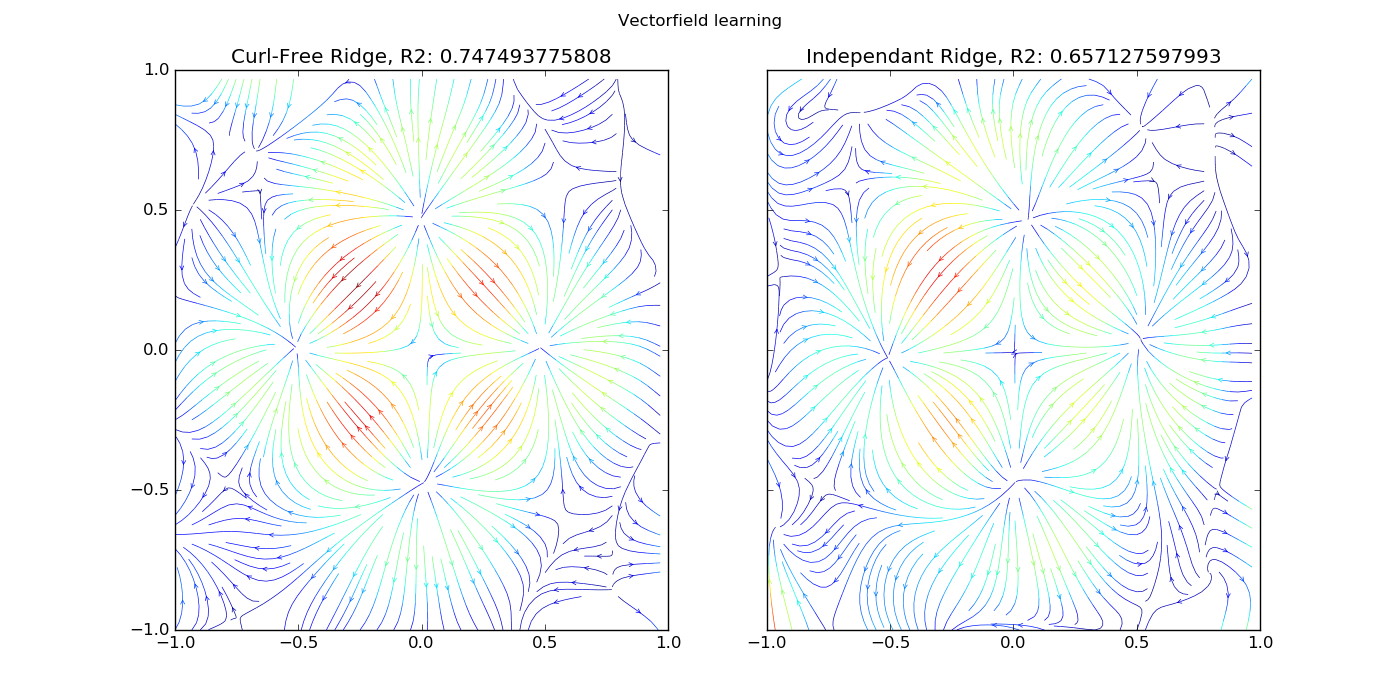 Vectorfield learning
Curl-Free Ridge, R2: 0.747493775808
Independant Ridge, R2: 0.657127597993
1.0
0.5
0.0
−0.5
−1.0
−1.0 −0.5 0.0 0.5 1.0
−1.0 −0.5 0.0 0.5 1.0